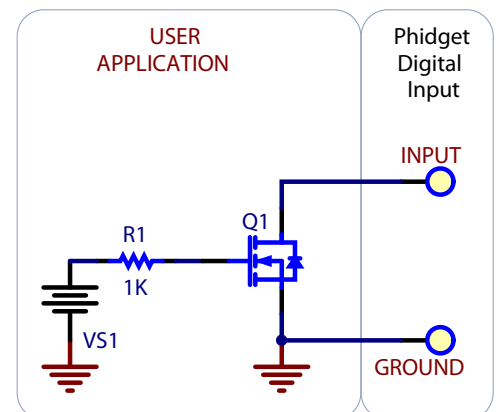 USER
APPLICATION
Phidget
Digital
Input
INPUT
Q1
R1
1K
VS1
GROUND